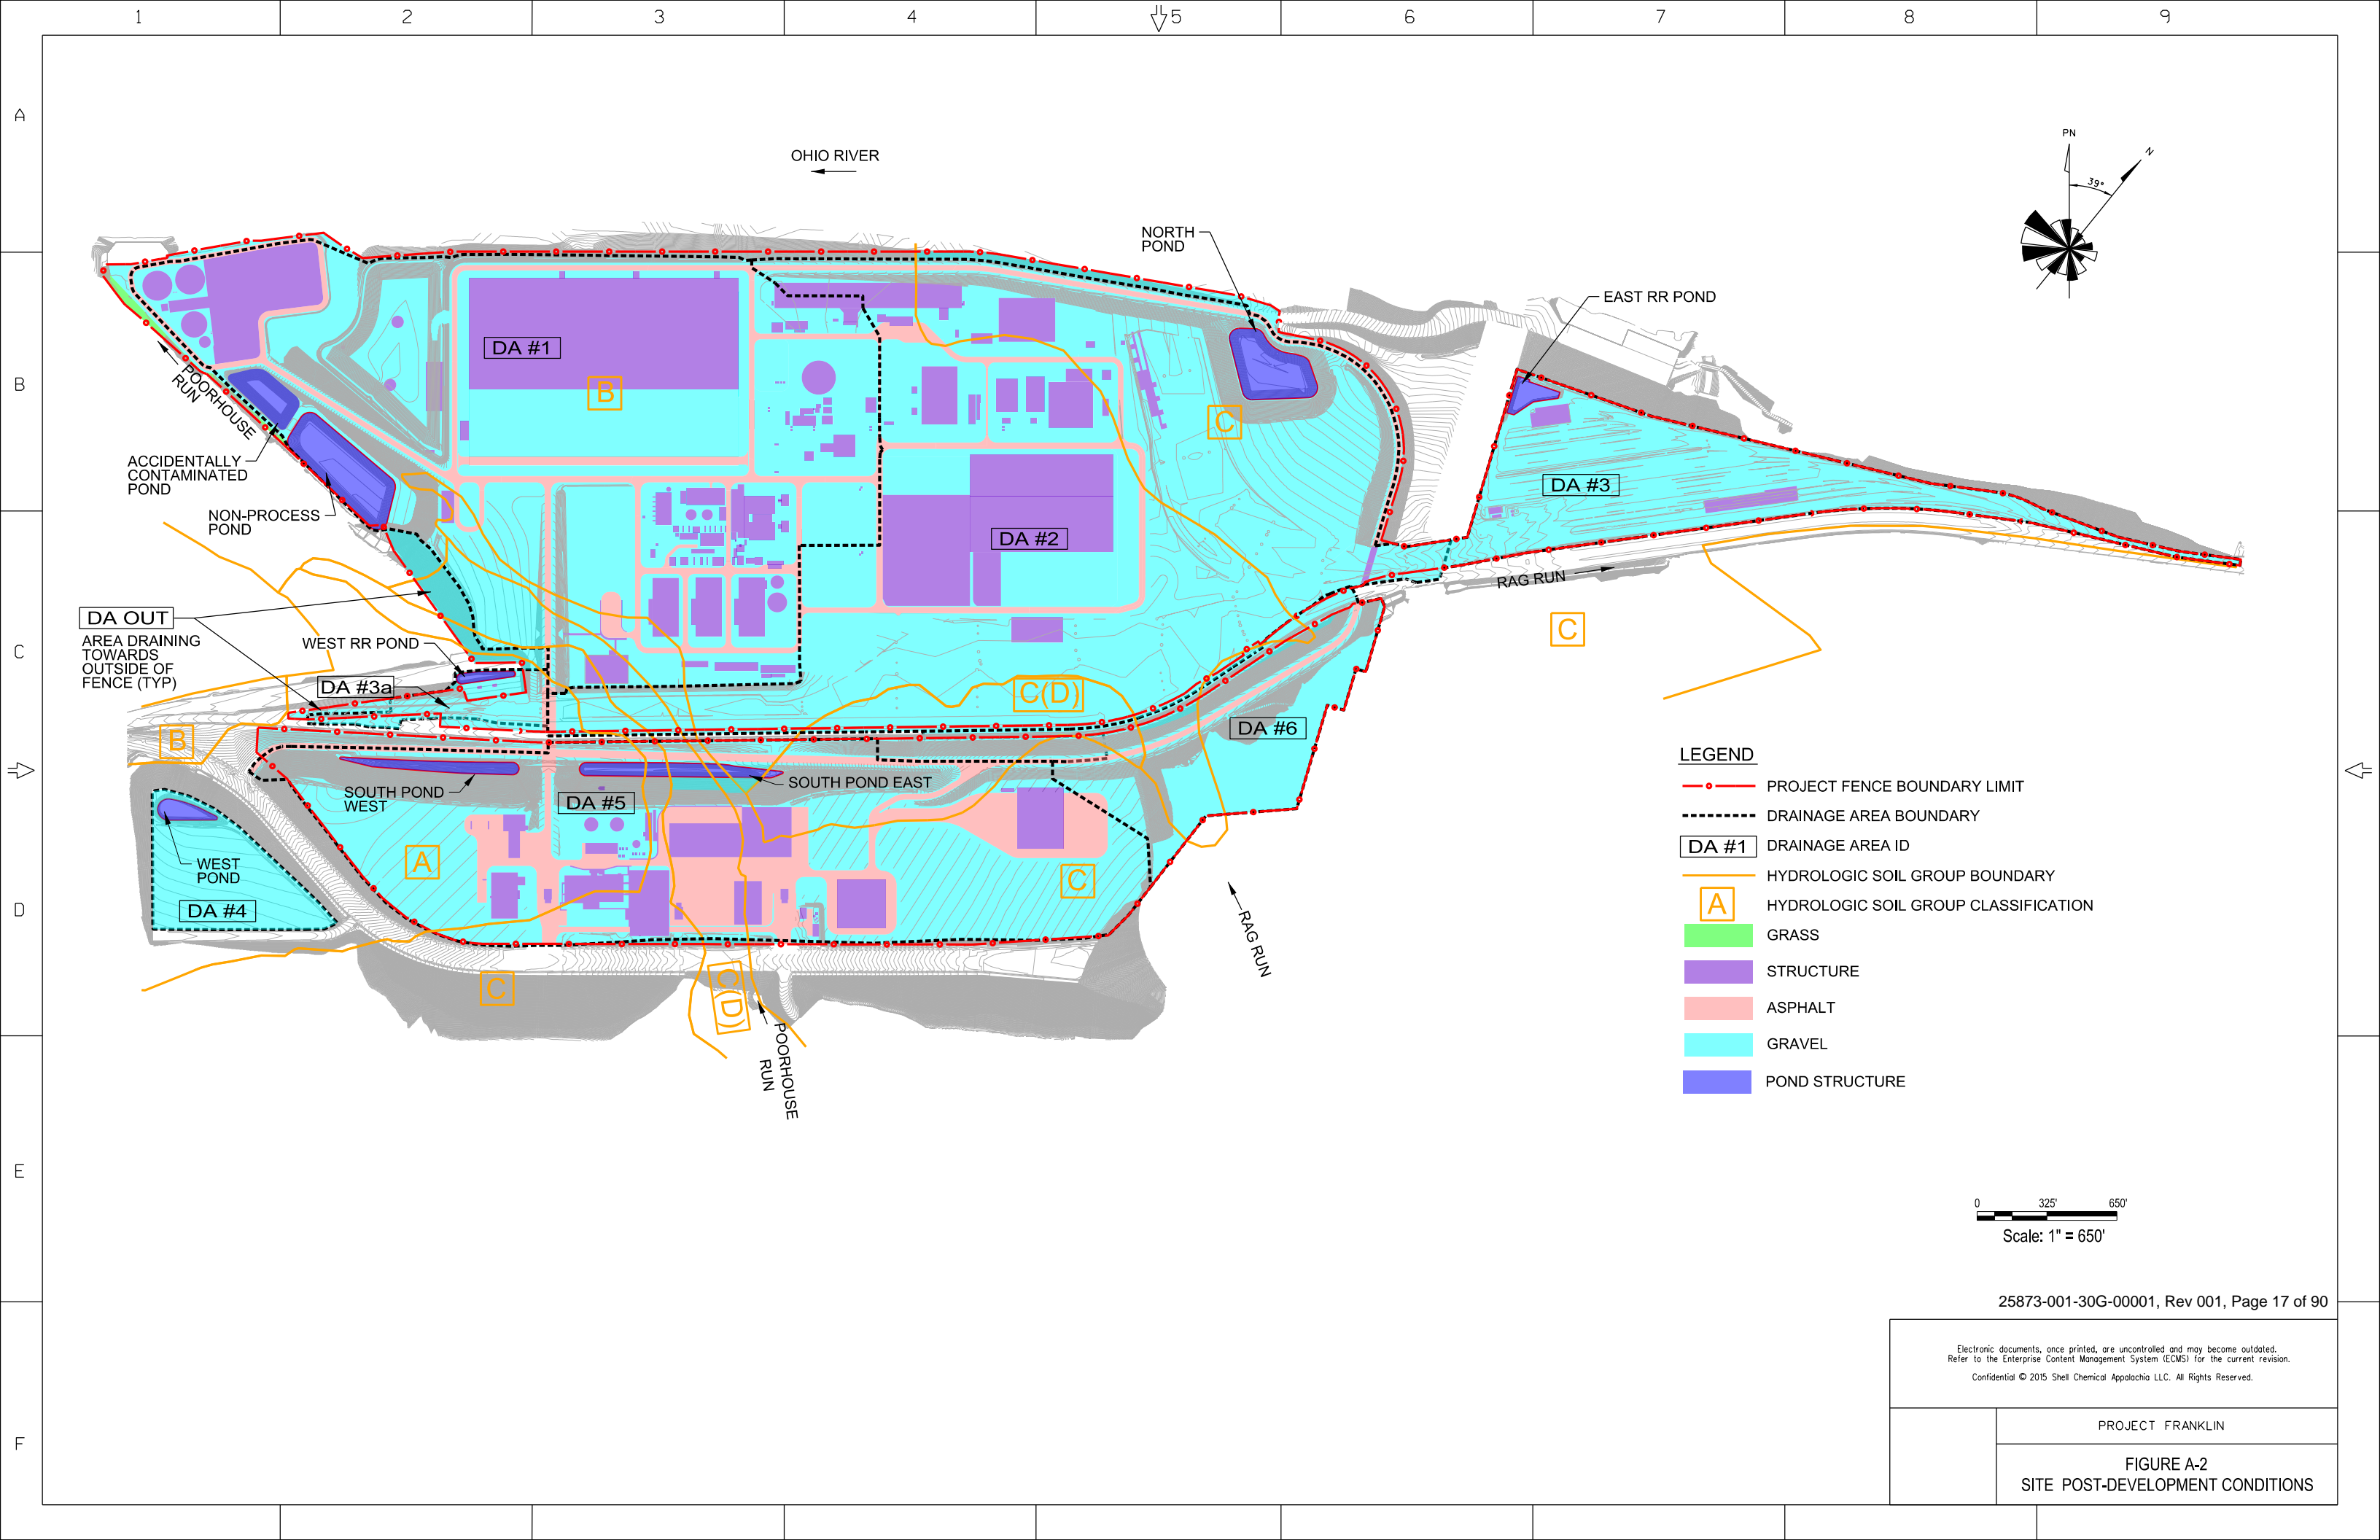 1 2 3 4 5 6 7 8 9
A
B
C
D
E
F
PN
N
39°
OHIO RIVER
NORTH
POND
EAST RR POND
DA #1
B
C
POORHOUSE
RUN
ACCIDENTALLY
CONTAMINATED
POND
NON-PROCESS
POND
DA #2
DA #3
RAG RUN
C
DA OUT
AREA DRAINING
TOWARDS
OUTSIDE OF
FENCE (TYP)
WEST RR POND
DA #3a
C(D)
DA #6
B
SOUTH POND
WEST
SOUTH POND EAST
DA #5
WEST
POND
DA #4
A
C
C
C(D)
RAG RUN
POORHOUSE
RUN
LEGEND
PROJECT FENCE BOUNDARY LIMIT
DRAINAGE AREA BOUNDARY
DA #1 DRAINAGE AREA ID
HYDROLOGIC SOIL GROUP BOUNDARY
A HYDROLOGIC SOIL GROUP CLASSIFICATION
GRASS
STRUCTURE
ASPHALT
GRAVEL
POND STRUCTURE
0 325' 650'
Scale: 1" = 650'
25873-001-30G-00001, Rev 001, Page 17 of 90
Electronic documents, once printed, are uncontrolled and may become outdated.
Refer to the Enterprise Content Management System (ECMS) for the current revision.
Confidential © 2015 Shell Chemical Appalachia LLC. All Rights Reserved.
PROJECT FRANKLIN
FIGURE A-2
SITE POST-DEVELOPMENT CONDITIONS